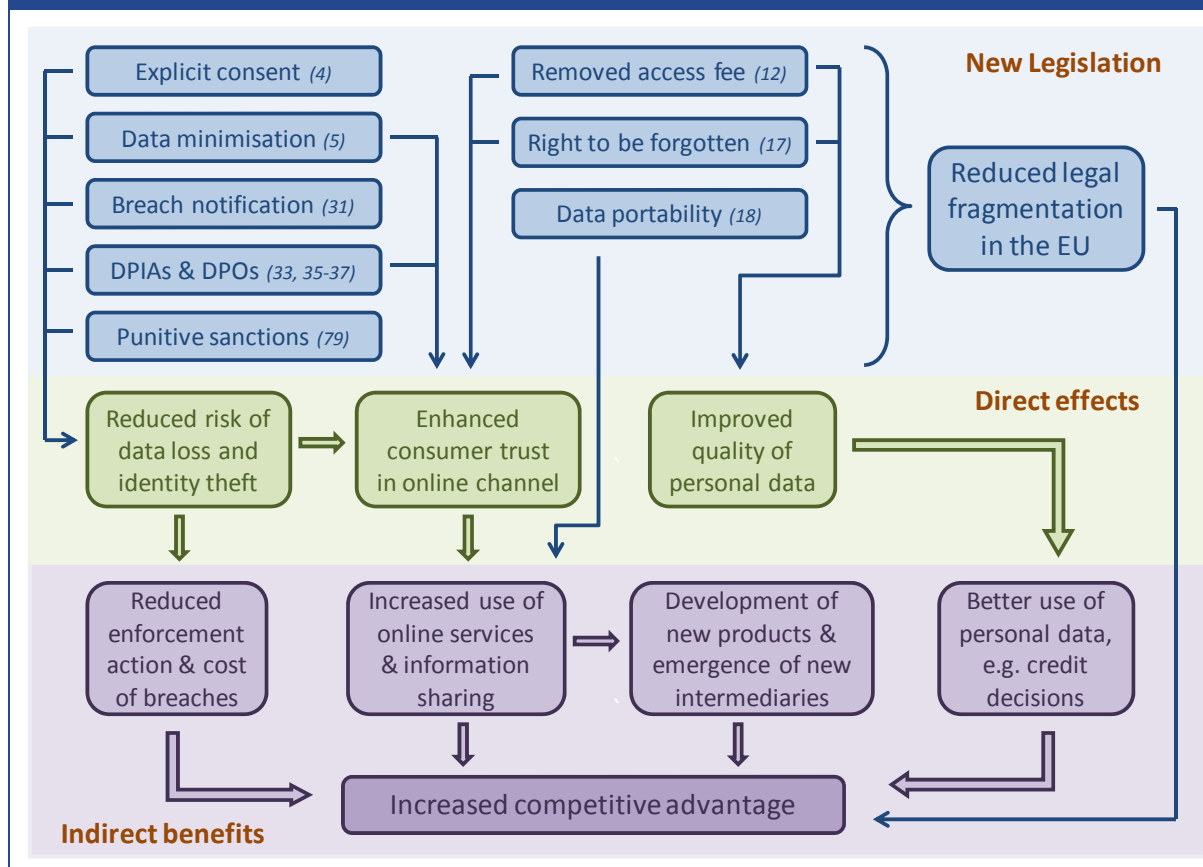 New Legislation
Explicit consent (4)
Data minimisation (5)
Breach notification (31)
DPIAs & DPOs (33, 35-37)
Punitive sanctions (79)
Removed access fee (12)
Right to be forgotten (17)
Data portability (18)
Reduced legal
fragmentation
in the EU
Direct effects
Reduced risk of
data loss and
identity theft
Enhanced
consumer trust
in online channel
Improved
quality of
personal data
Reduced
enforcement
action & cost
of breaches
Increased use of
online services
& information
sharing
Development of
new products &
emergence of new
intermediaries
Better use of
personal data,
e.g. credit
decisions
Increased competitive advantage
Indirect benefits